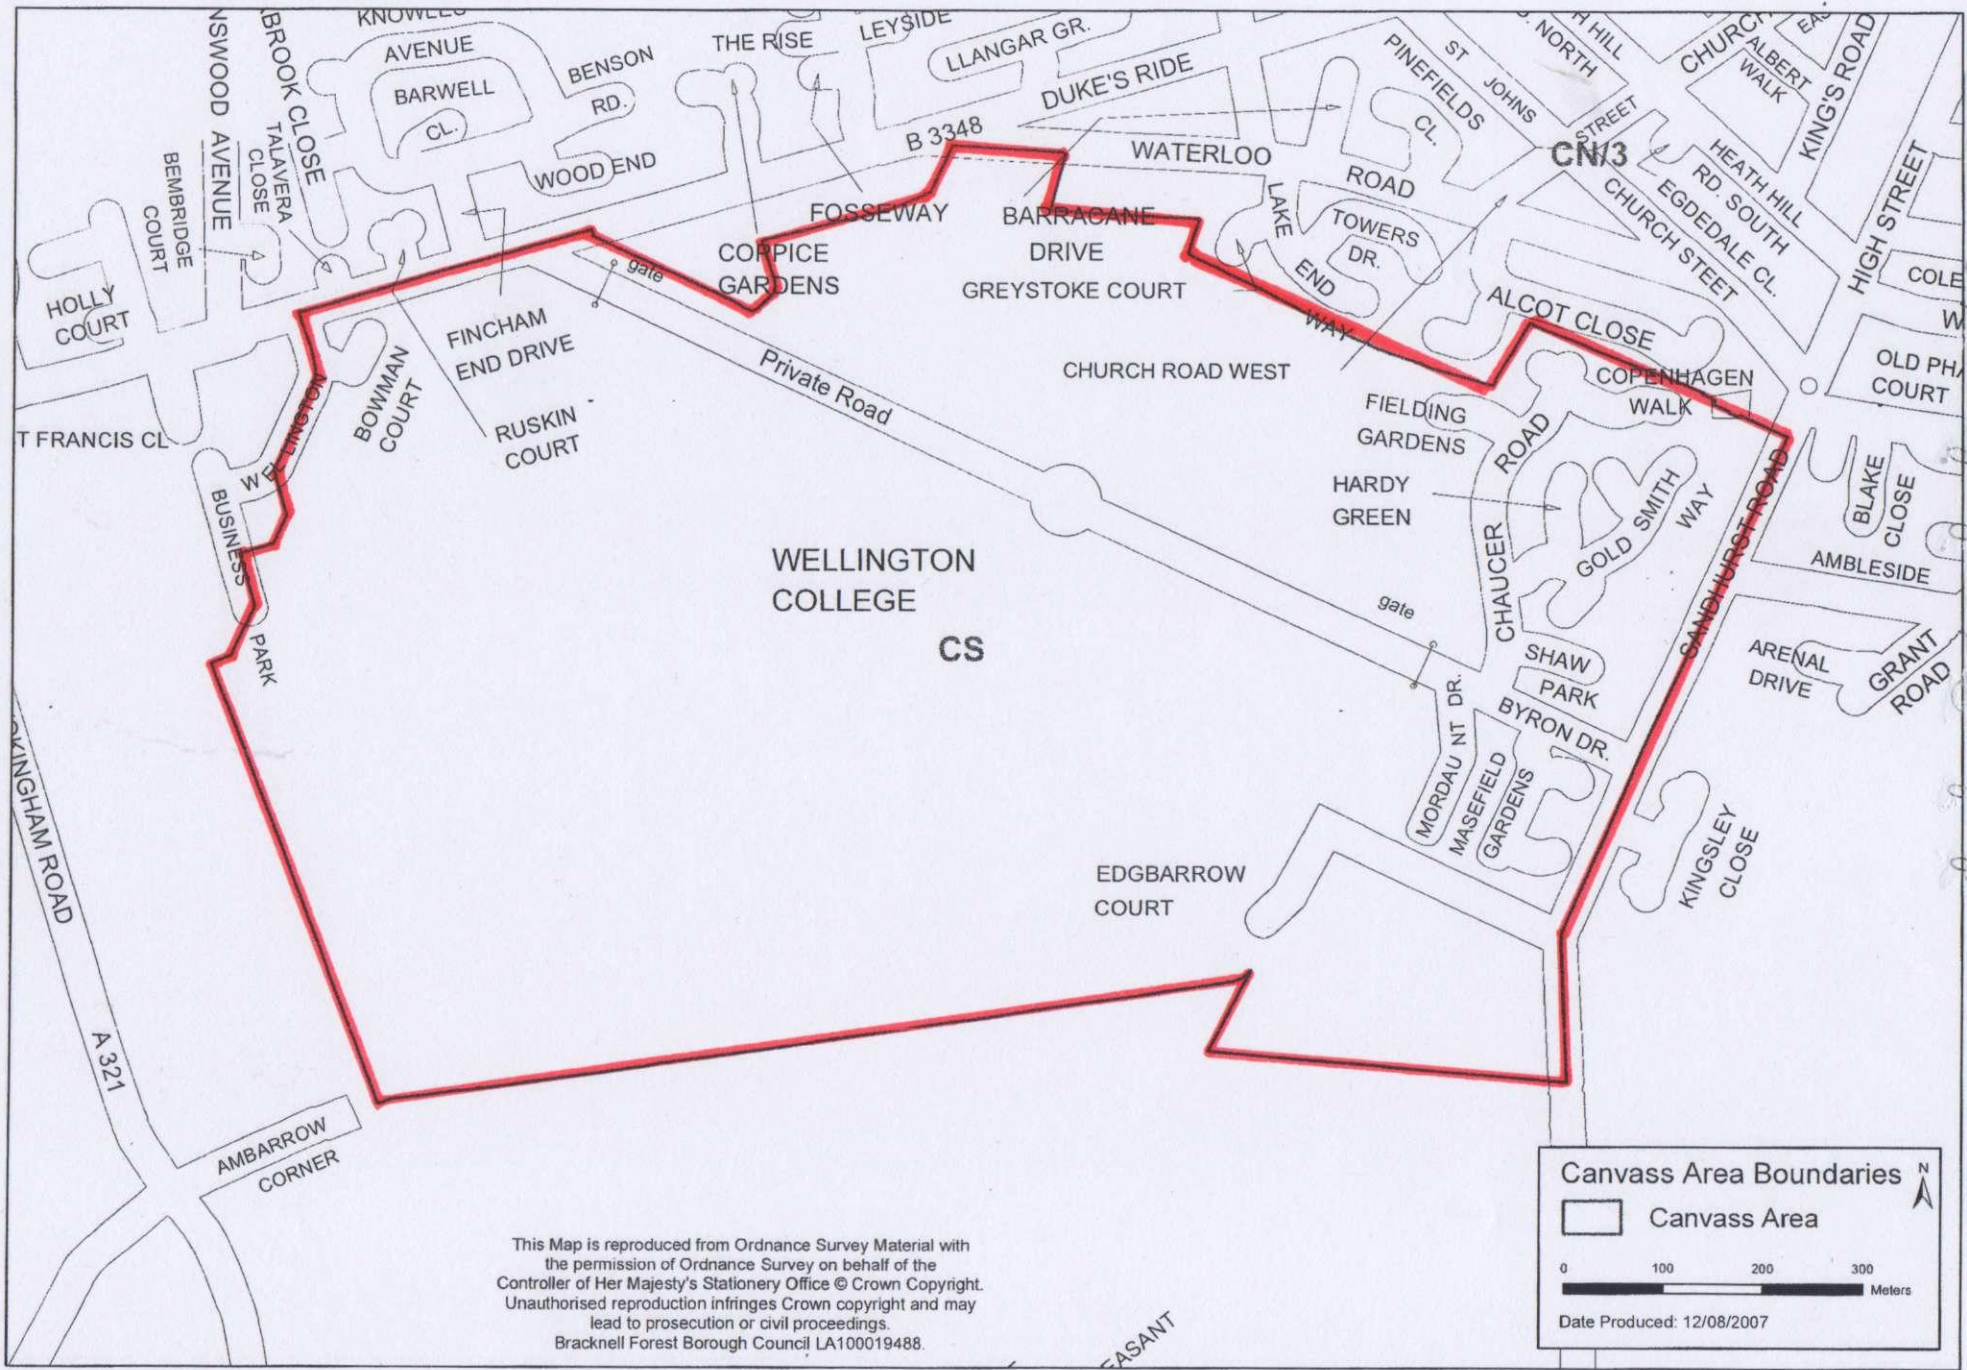 AVENUE
BARWELL
CL.
BENSON
RD.
THE RISE
LEYSIDE
LLANGAR GR.
DUKE'S RIDE
B 3348
PINEFIELDS
CL.
ST JOHNS
STREET
NORTH
H HILL
CHURCH
ALBERT
WALK
KING'S ROAD
HIGH STREET
CN/3
NSWOOD AVENUE
BROOK CLOSE
TALAVERA
CLOSE
BEMBRIDGE
COURT
WOOD END
WATERLOO
ROAD
HEATH HILL
RD. SOUTH
EGDEDALE CL.
CHURCH STREET
LAKE
END
WAY
TOWERS
DR.
FOSSEWAY
BARRACANE
DRIVE
COPPICE
GARDENS
GREYSTOKE COURT
gate
HOLLY
COURT
FINCHAM
END DRIVE
ALCOT CLOSE
COLE
W
OLD PHA
COURT
Private Road
CHURCH ROAD WEST
COPENHAGEN
WALK
BOWMAN
COURT
RUSKIN
COURT
FIELDING
GARDENS
ROAD
T FRANCIS CL
WELLINGTON
BUSINESS
PARK
HARDY
GREEN
GOLD SMITH
WAY
CHAUCER
SANDHURST ROAD
BLAKE
CLOSE
AMBLESIDE
WELLINGTON
COLLEGE
CS
gate
SHAW
PARK
BYRON DR.
ARENAL
DRIVE
GRANT
ROAD
MORDAU NT DR.
MASEFIELD
GARDENS
KINGSLEY
CLOSE
EDGBARROW
COURT
OKINGHAM ROAD
A 321
AMBARROW
CORNER
EASANT
This Map is reproduced from Ordnance Survey Material with
the permission of Ordnance Survey on behalf of the
Controller of Her Majesty's Stationery Office © Crown Copyright.
Unauthorised reproduction infringes Crown copyright and may
lead to prosecution or civil proceedings.
Bracknell Forest Borough Council LA100019488.
Canvass Area Boundaries
N
Canvass Area
0 100 200 300
Meters
Date Produced: 12/08/2007